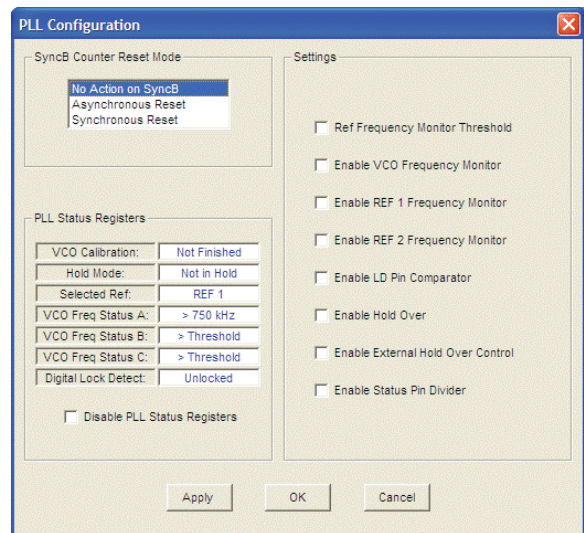 PLL Configuration
SyncB Counter Reset Mode
No Action on SyncB
Asynchronous Reset
Synchronous Reset
PLL Status Registers
VCO Calibration: Not Finished
Hold Mode: Not in Hold
Selected Ref: REF 1
VCO Freq Status A: > 750 kHz
VCO Freq Status B: > Threshold
VCO Freq Status C: > Threshold
Digital Lock Detect: Unlocked
Disable PLL Status Registers
Settings
Ref Frequency Monitor Threshold
Enable VCO Frequency Monitor
Enable REF 1 Frequency Monitor
Enable REF 2 Frequency Monitor
Enable LD Pin Comparator
Enable Hold Over
Enable External Hold Over Control
Enable Status Pin Divider
Apply OK Cancel